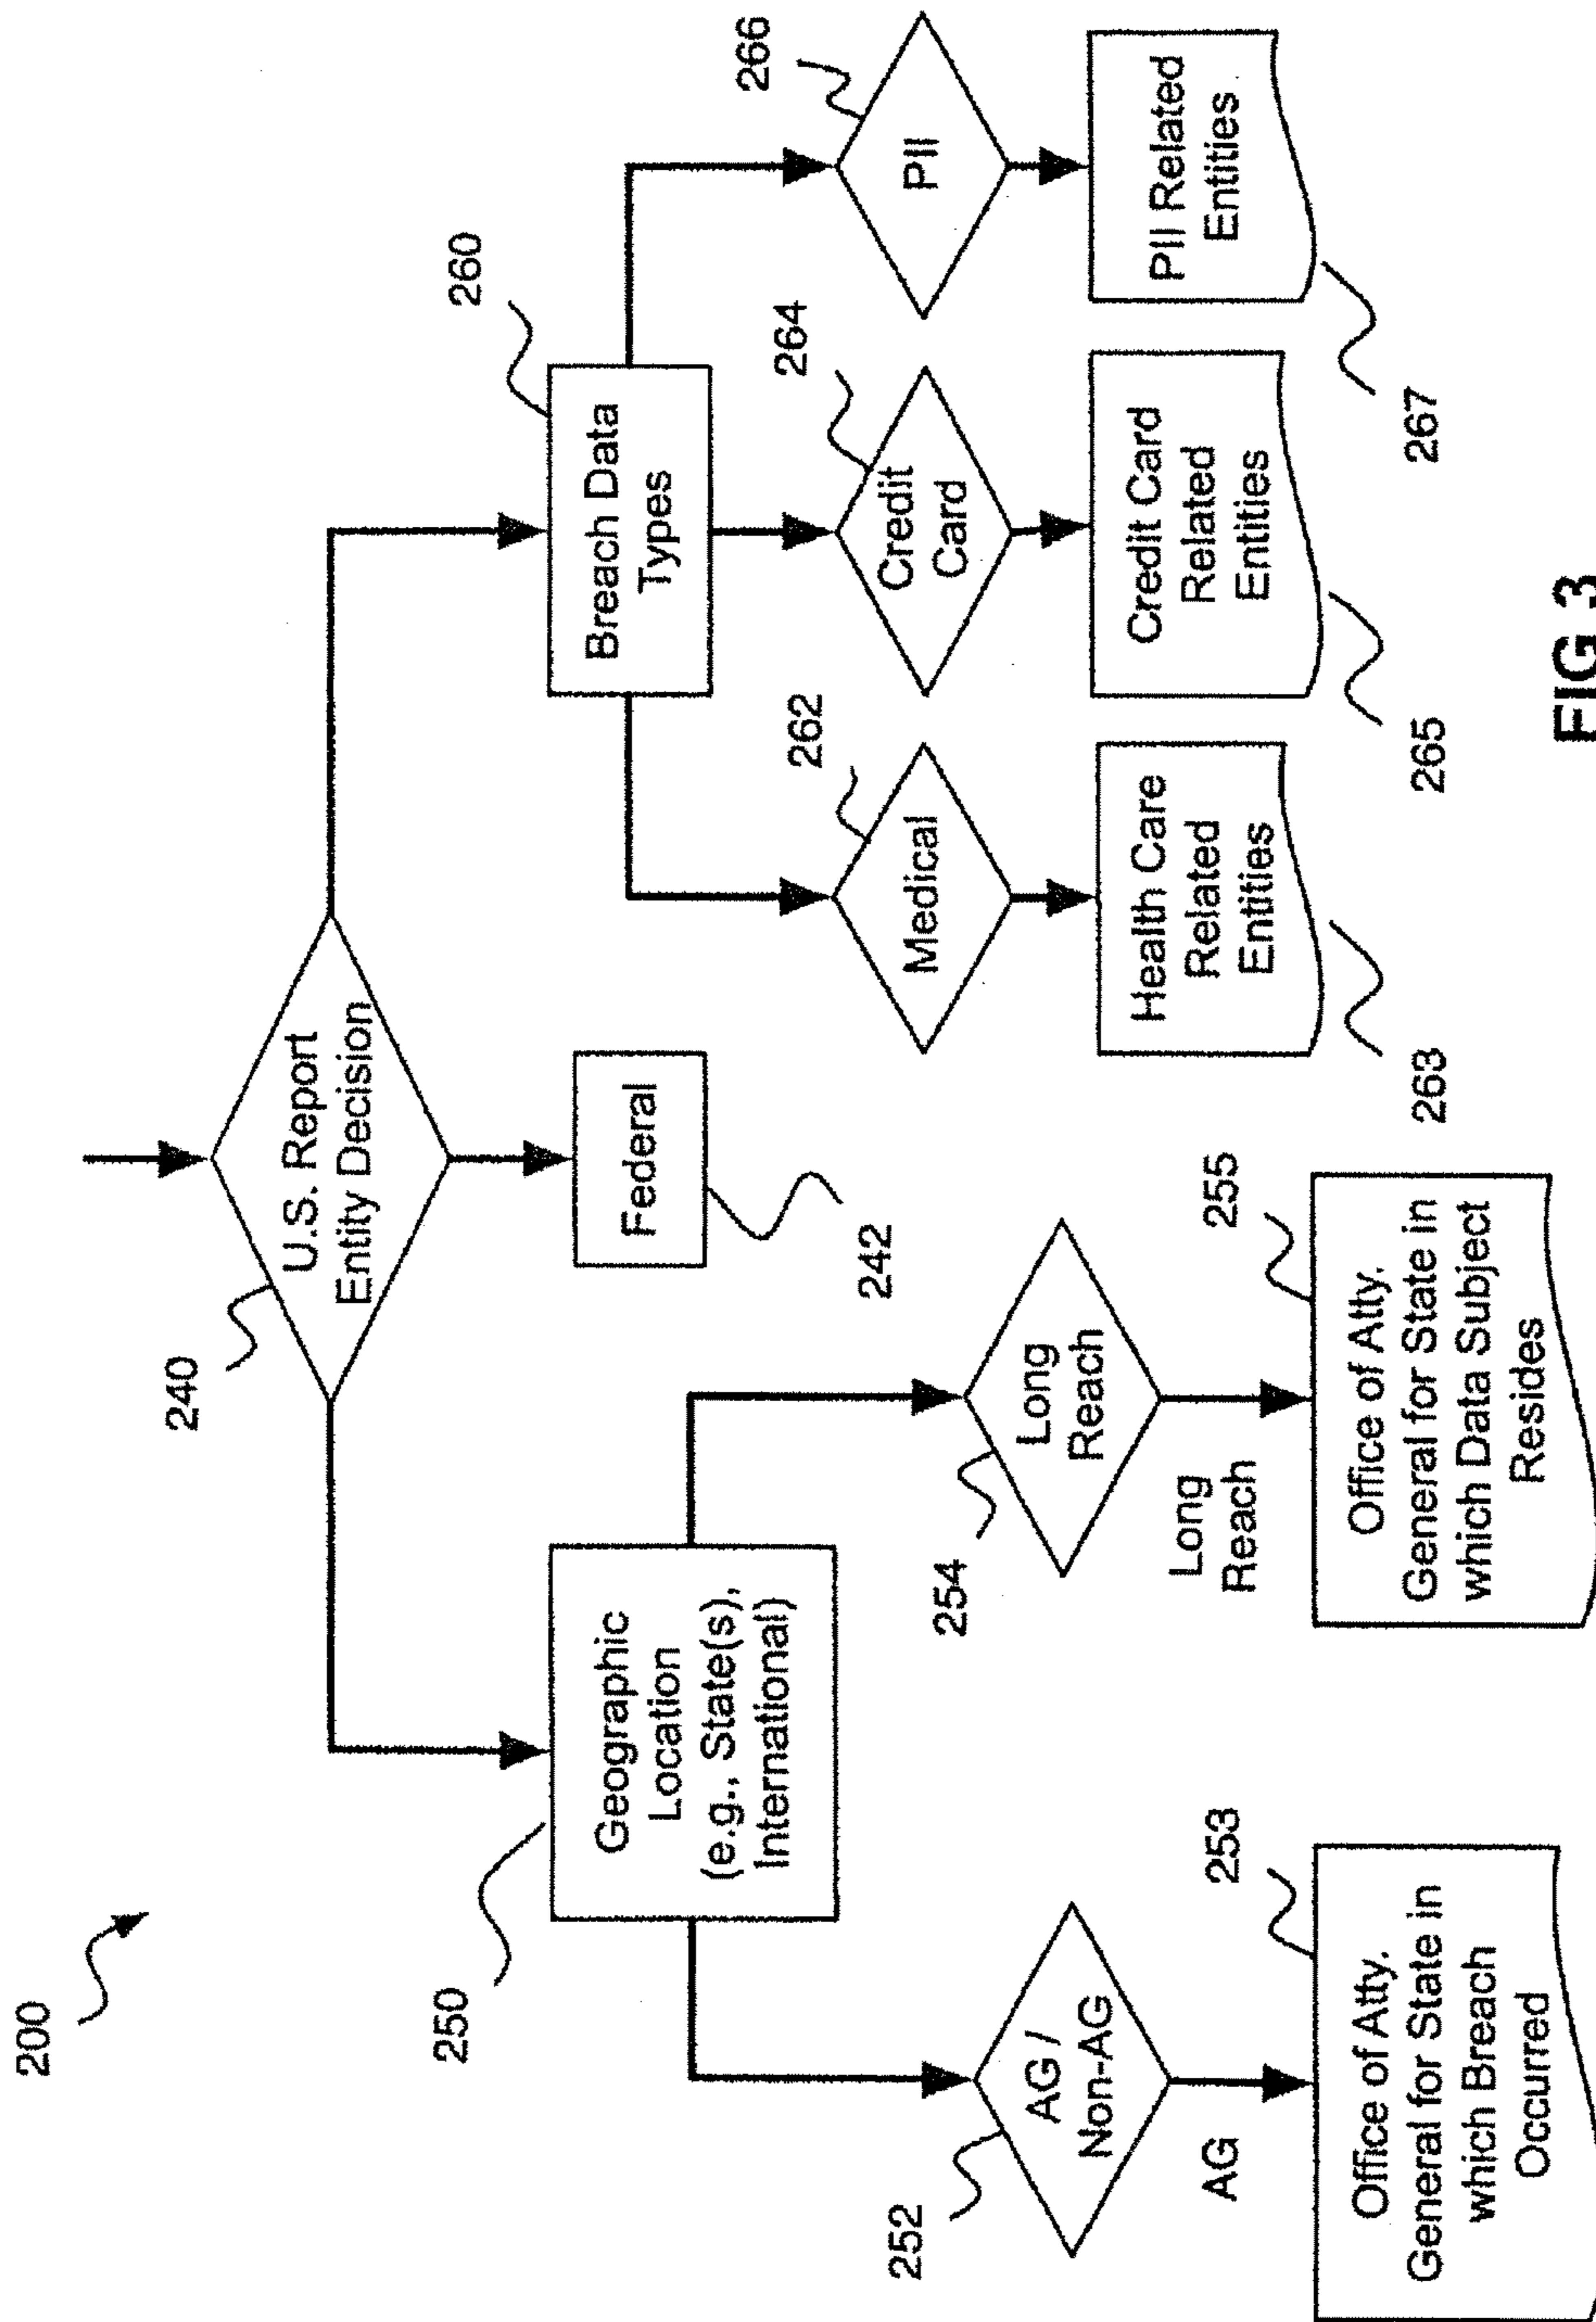 200
240
U.S. Report
Entity Decision
250
Geographic
Location
(e.g., State(s),
International)
Federal
242
260
Breach Data
Types
252
AG /
Non-AG
AG
254
Long
Reach
Long
Reach
262
Medical
264
Credit
Card
266
PII
253
Office of Atty.
General for State in
which Breach
Occurred
255
Office of Atty.
General for State in
which Data Subject
Resides
Health Care
Related
Entities
263
Credit Card
Related
Entities
265
PII Related
Entities
267
FIG 3